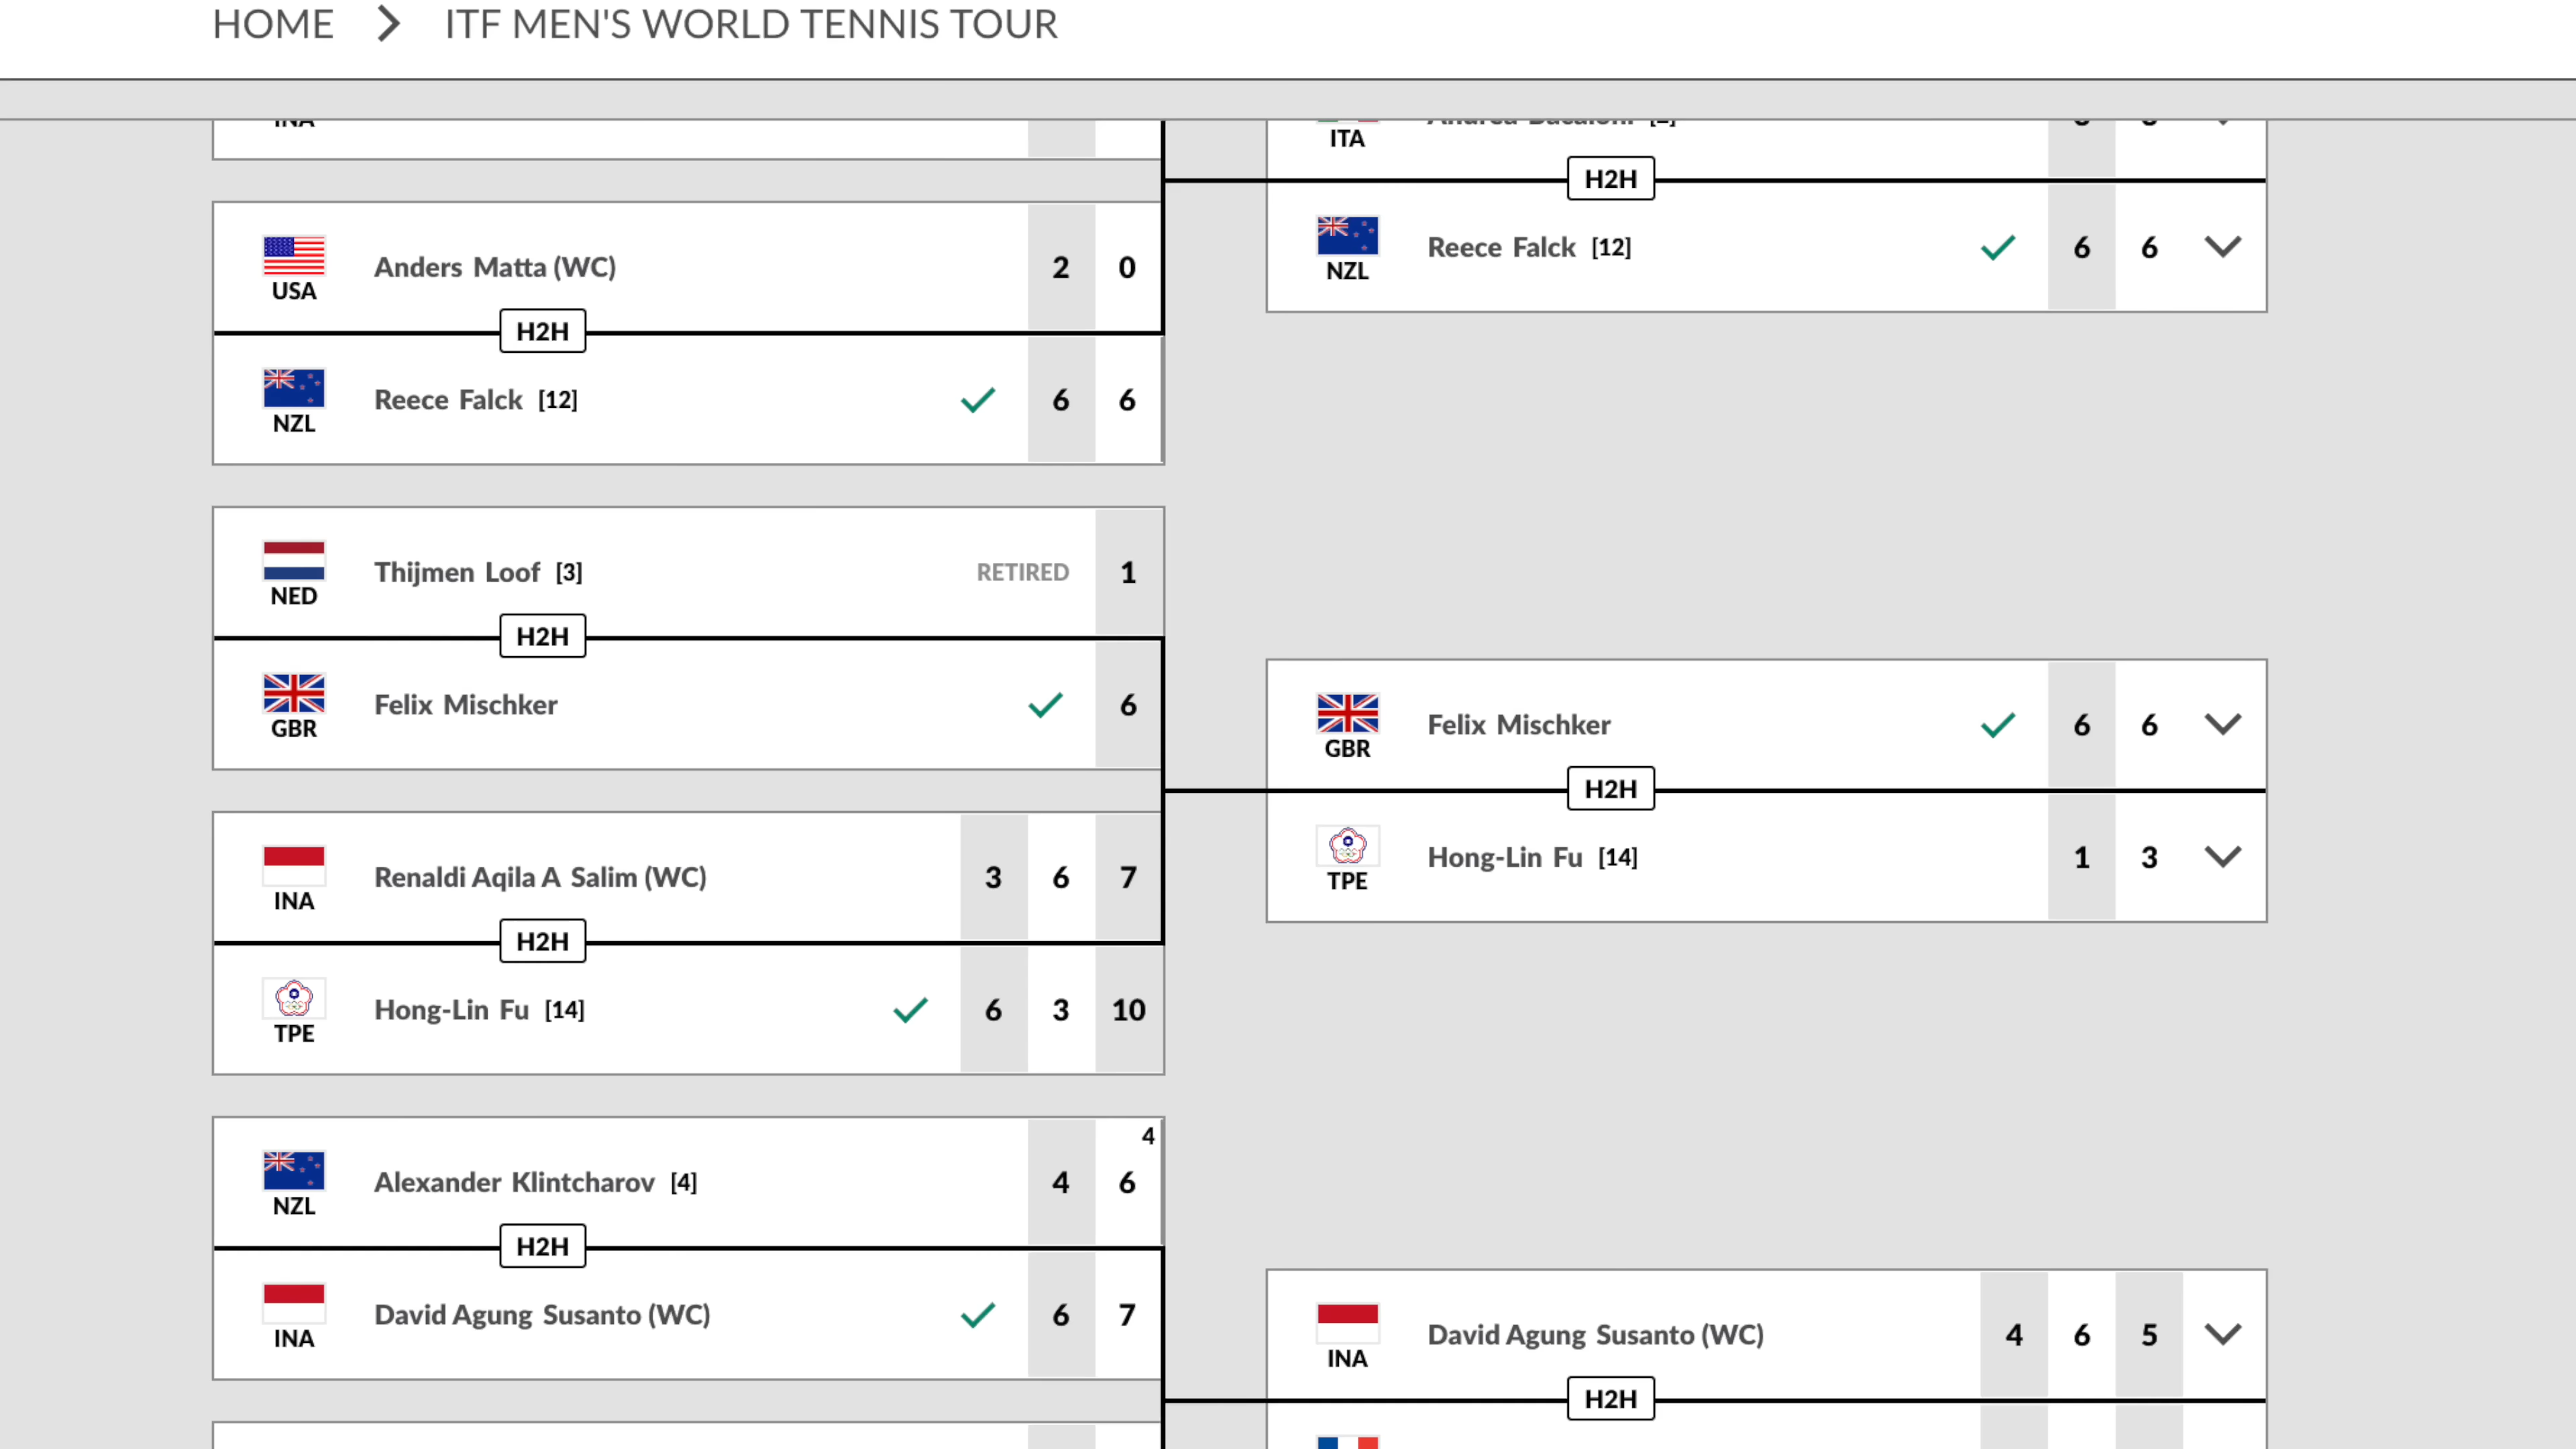 HOME > ITF MEN'S WORLD TENNIS TOUR
INA
USA Anders Matta (WC) 2 0
H2H
NZL Reece Falck [12] 6 6
NED Thijmen Loof [3] RETIRED 1
H2H
GBR Felix Mischker 6
INA Renaldi Aqila A Salim (WC) 3 6 7
H2H
TPE Hong-Lin Fu [14] 6 3 10
NZL Alexander Klintcharov [4] 4 6 4
H2H
INA David Agung Susanto (WC) 6 7
ITA
H2H
NZL Reece Falck [12] 6 6
GBR Felix Mischker 6 6
H2H
TPE Hong-Lin Fu [14] 1 3
INA David Agung Susanto (WC) 4 6 5
H2H